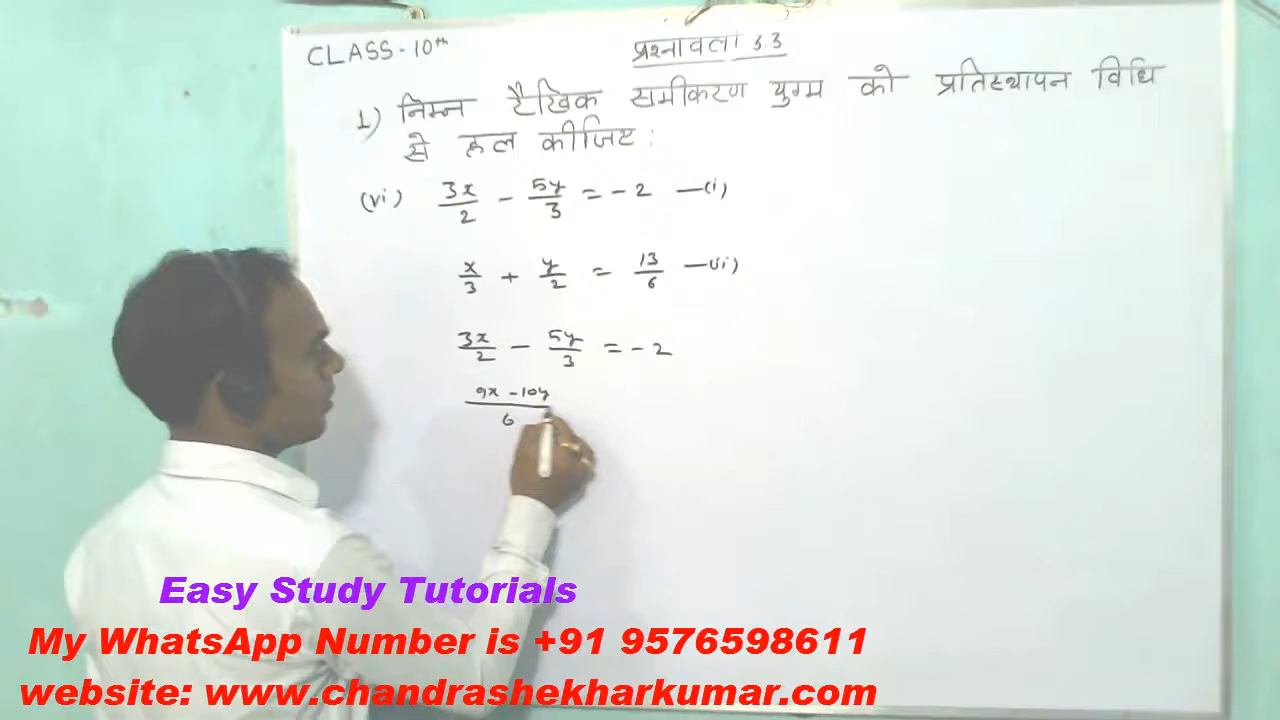 CLASS-10th
प्रश्नावली 3.3
1) निम्न रैखिक समीकरण युग्म को प्रतिस्थापन विधि
से हल कीजिए :
(vi) 3x/2 - 5y/3 = -2 —(i)
x/3 + y/2 = 13/6 —(ii)
3x/2 - 5y/3 = -2
9x - 10y / 6
Easy Study Tutorials
My WhatsApp Number is +91 9576598611
website: www.chandrashekharkumar.com